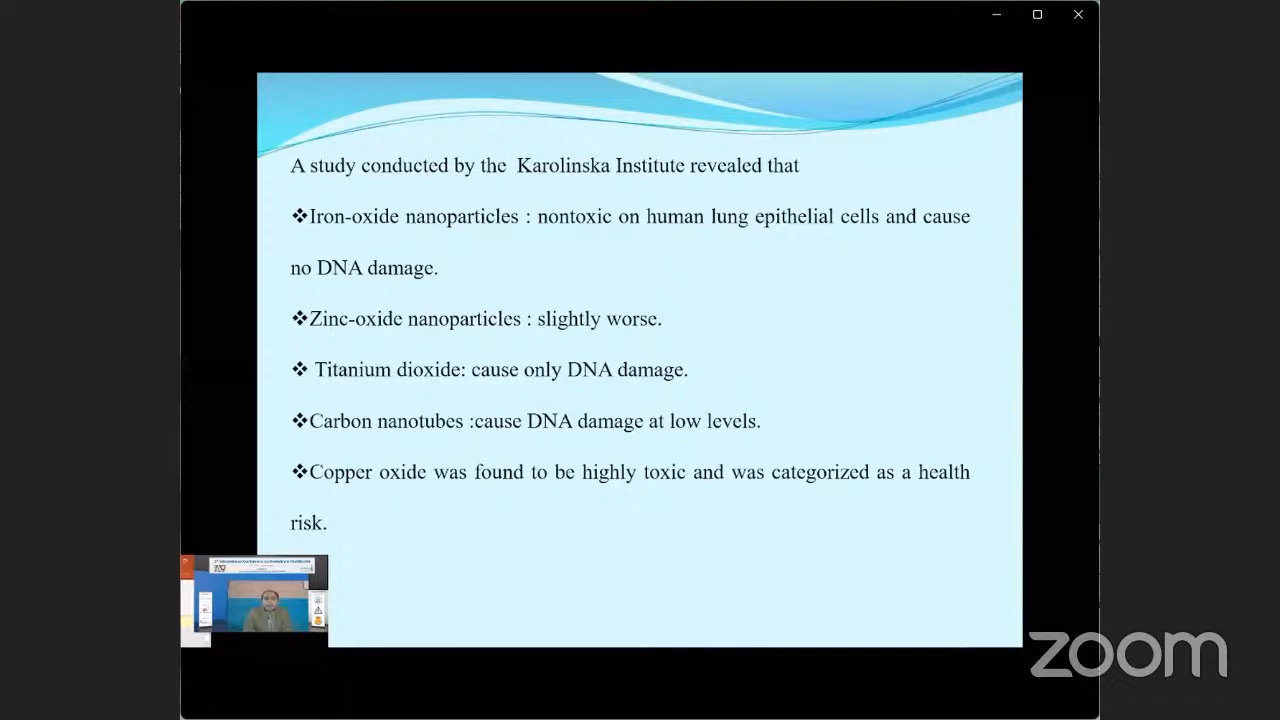 A study conducted by the Karolinska Institute revealed that
❖Iron-oxide nanoparticles : nontoxic on human lung epithelial cells and cause
no DNA damage.
❖Zinc-oxide nanoparticles : slightly worse.
❖ Titanium dioxide: cause only DNA damage.
❖Carbon nanotubes :cause DNA damage at low levels.
❖Copper oxide was found to be highly toxic and was categorized as a health
risk.
zoom